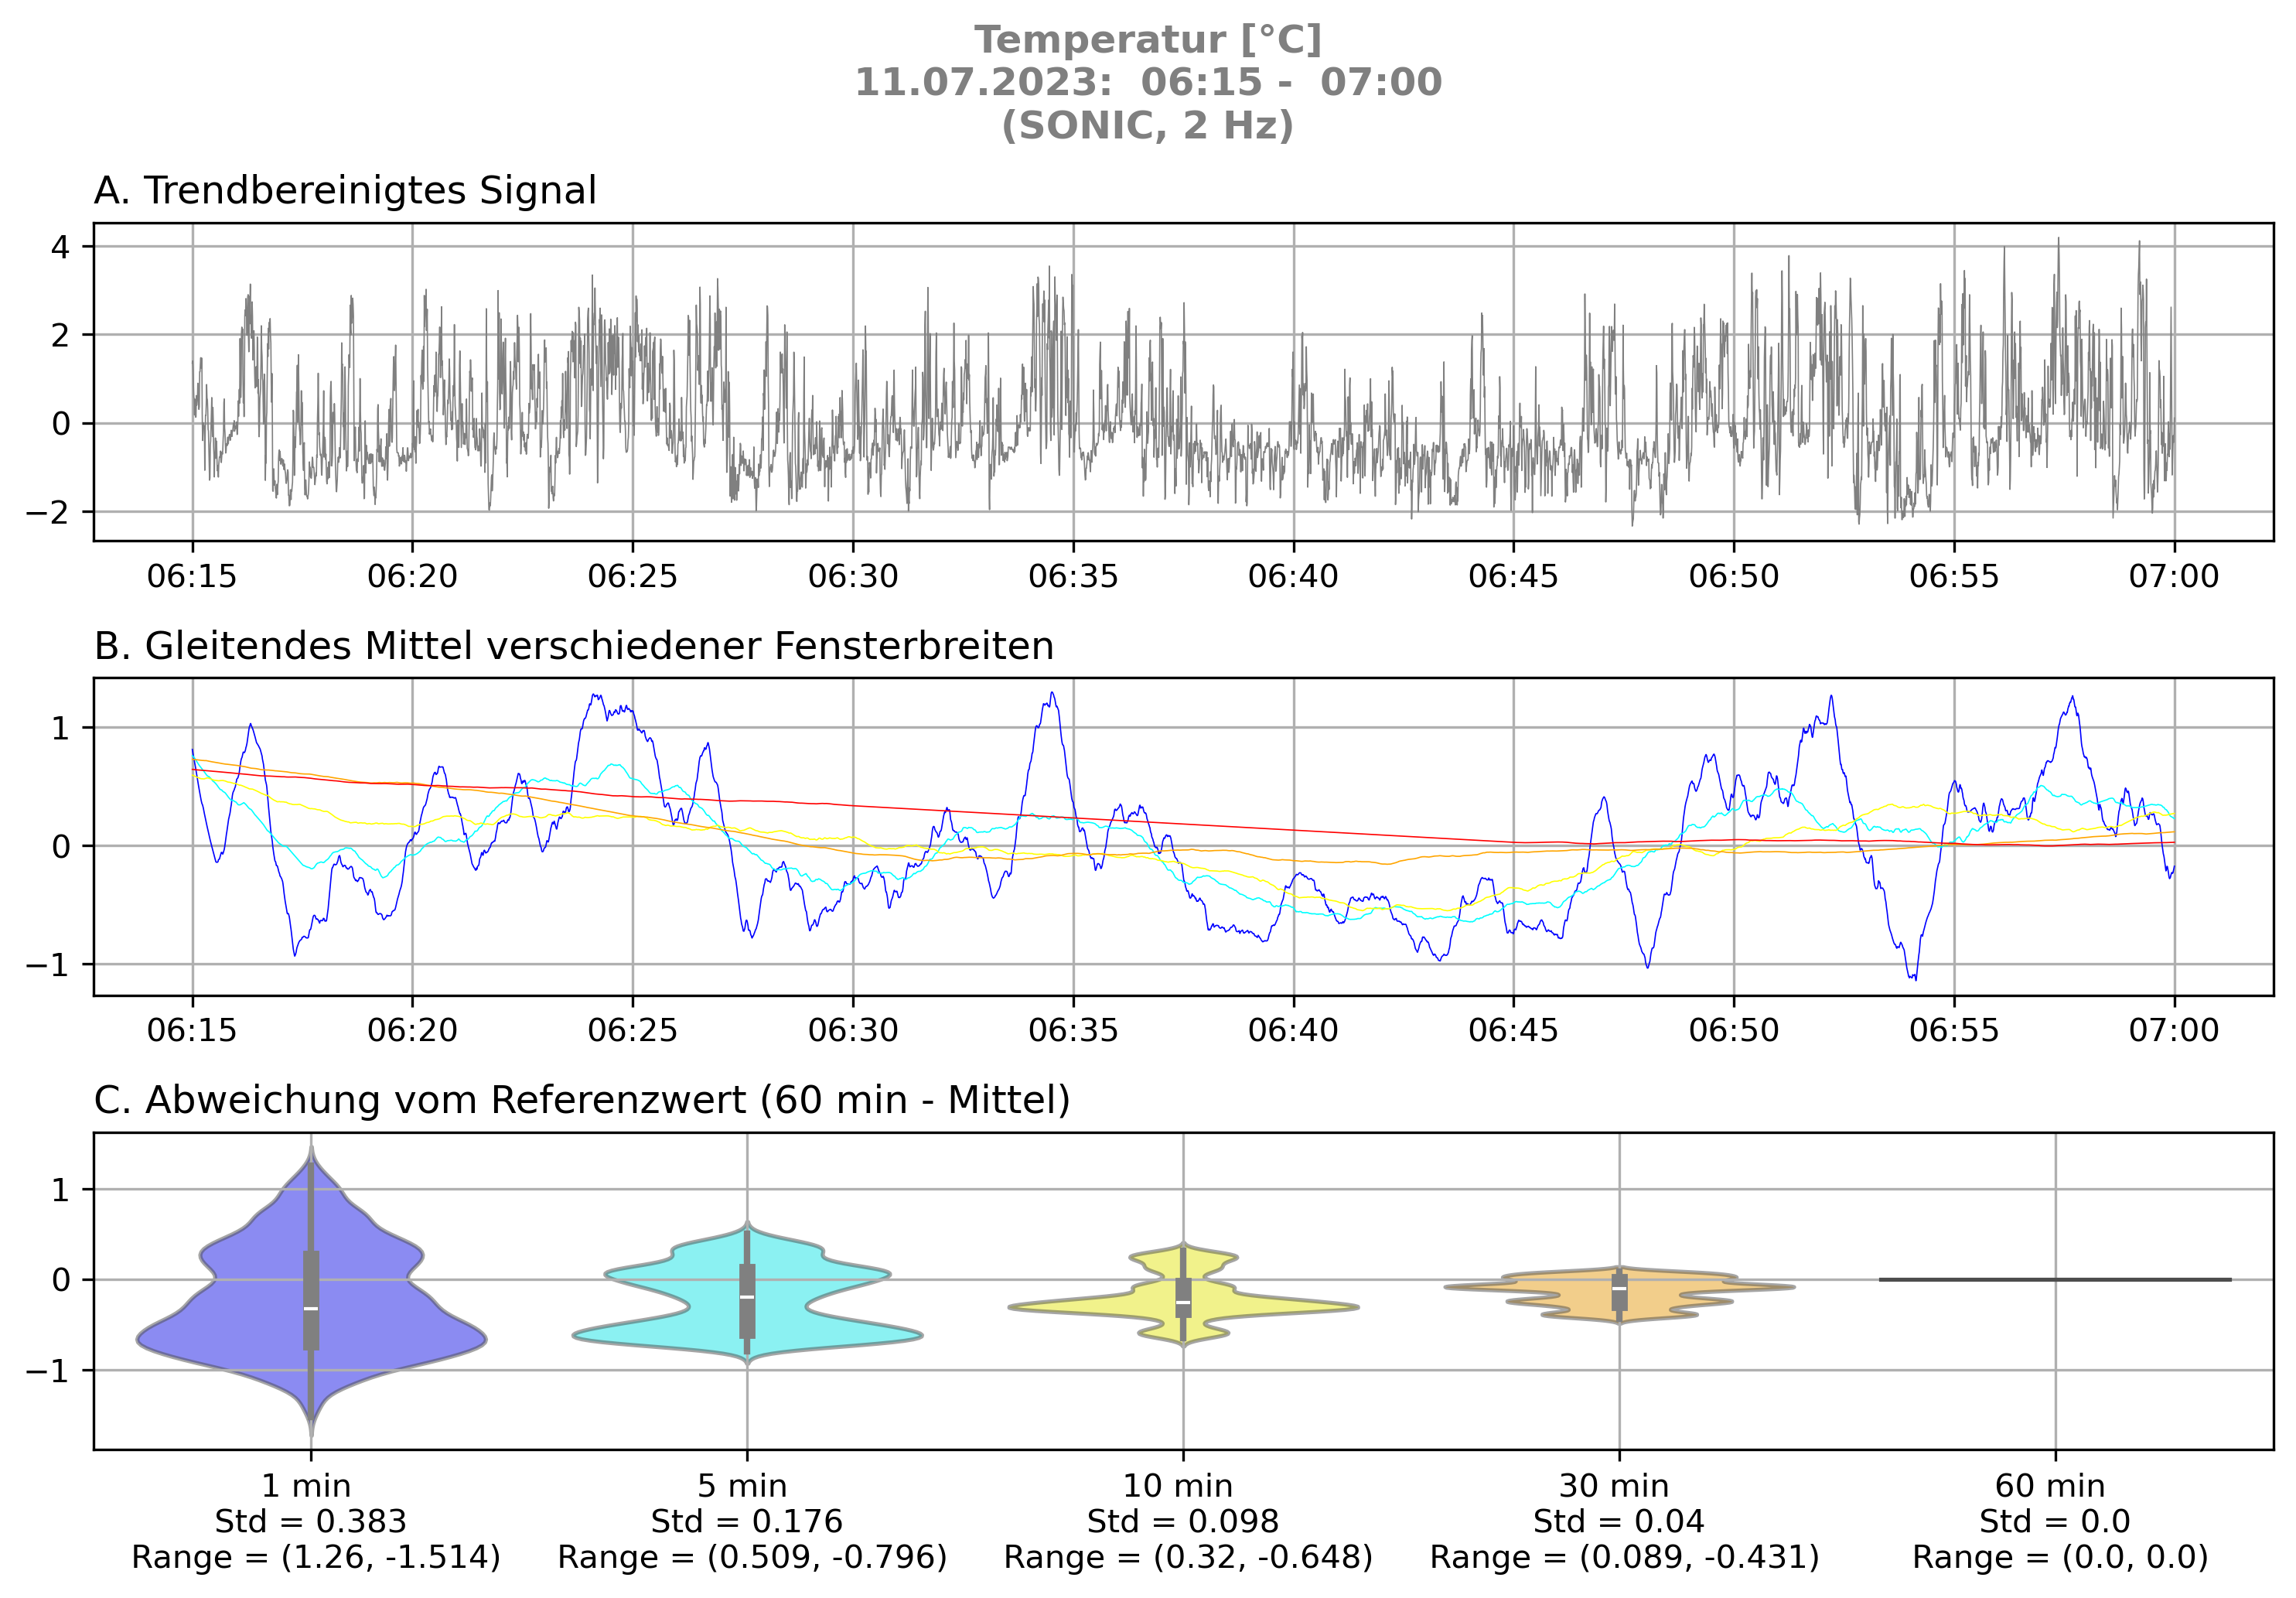 Temperatur [°C]
11.07.2023:  06:15 -  07:00
(SONIC, 2 Hz)
A. Trendbereinigtes Signal
4
2
0
−2
06:15 06:20 06:25 06:30 06:35 06:40 06:45 06:50 06:55 07:00
B. Gleitendes Mittel verschiedener Fensterbreiten
1
0
−1
06:15 06:20 06:25 06:30 06:35 06:40 06:45 06:50 06:55 07:00
C. Abweichung vom Referenzwert (60 min - Mittel)
1
0
−1
1 min 5 min 10 min 30 min 60 min
Std = 0.383 Std = 0.176 Std = 0.098 Std = 0.04 Std = 0.0
Range = (1.26, -1.514) Range = (0.509, -0.796) Range = (0.32, -0.648) Range = (0.089, -0.431) Range = (0.0, 0.0)